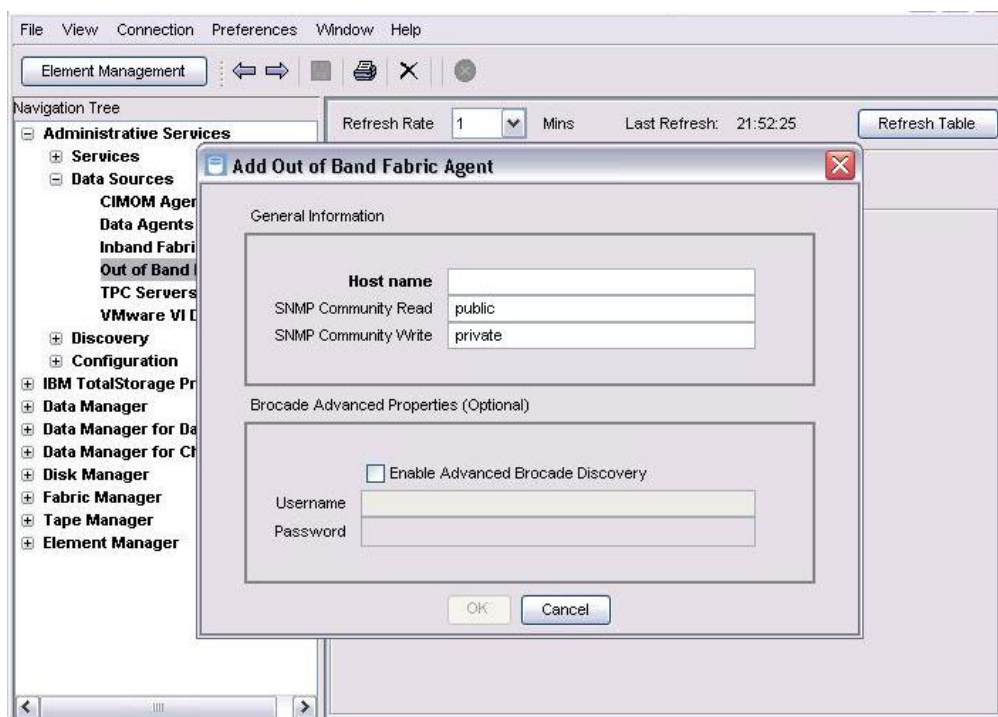 File View Connection Preferences Window Help
Element Management
Navigation Tree
Refresh Rate 1 Mins Last Refresh: 21:52:25 Refresh Table
Administrative Services
Services
Data Sources
CIMOM Agen
Data Agents
Inband Fabri
Out of Band
TPC Servers
VMware VI D
Discovery
Configuration
IBM TotalStorage Pr
Data Manager
Data Manager for Da
Data Manager for Ch
Disk Manager
Fabric Manager
Tape Manager
Element Manager
Add Out of Band Fabric Agent
General Information
Host name
SNMP Community Read public
SNMP Community Write private
Brocade Advanced Properties (Optional)
Enable Advanced Brocade Discovery
Username
Password
OK Cancel